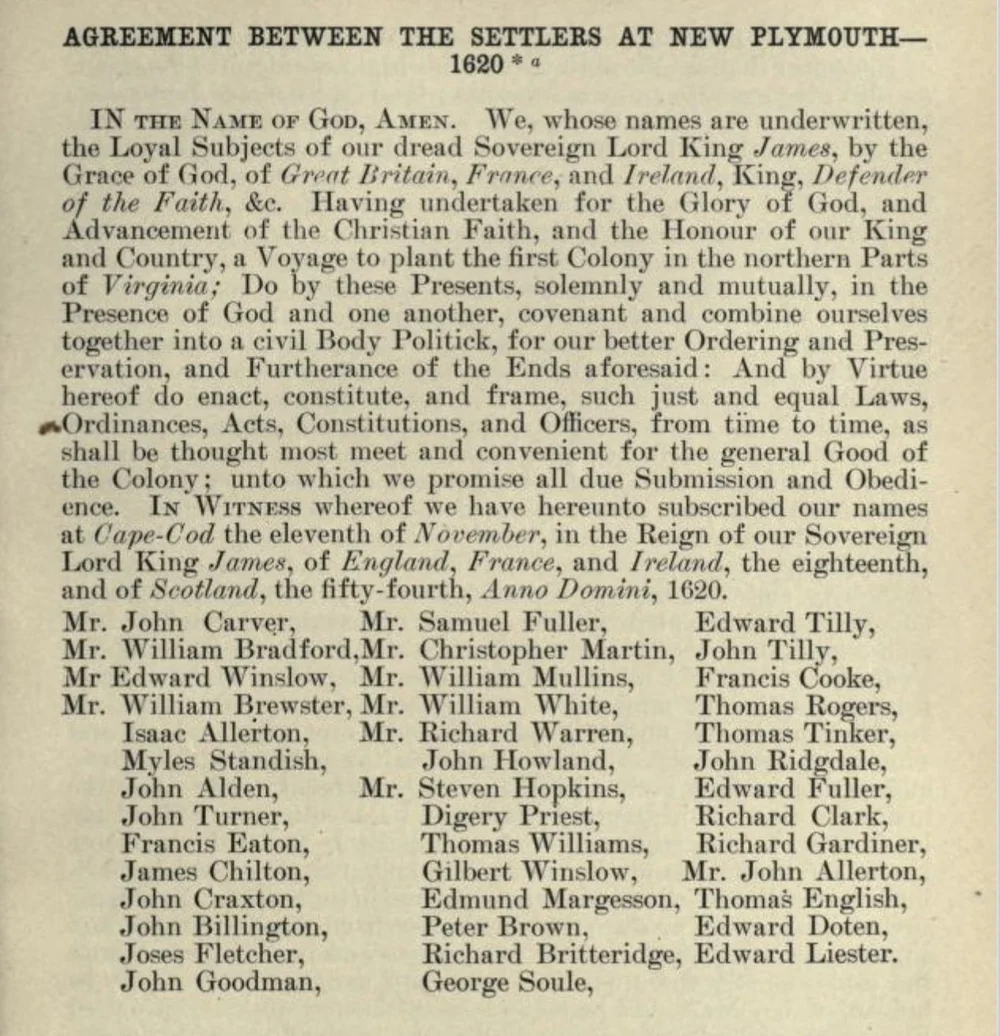 AGREEMENT BETWEEN THE SETTLERS AT NEW PLYMOUTH—
1620 * a
IN THE NAME OF GOD, AMEN. We, whose names are underwritten,
the Loyal Subjects of our dread Sovereign Lord King James, by the
Grace of God, of Great Britain, France, and Ireland, King, Defender
of the Faith, &c. Having undertaken for the Glory of God, and
Advancement of the Christian Faith, and the Honour of our King
and Country, a Voyage to plant the first Colony in the northern Parts
of Virginia; Do by these Presents, solemnly and mutually, in the
Presence of God and one another, covenant and combine ourselves
together into a civil Body Politick, for our better Ordering and Pres-
ervation, and Furtherance of the Ends aforesaid: And by Virtue
hereof do enact, constitute, and frame, such just and equal Laws,
Ordinances, Acts, Constitutions, and Officers, from time to time, as
shall be thought most meet and convenient for the general Good of
the Colony; unto which we promise all due Submission and Obedi-
ence. IN WITNESS whereof we have hereunto subscribed our names
at Cape-Cod the eleventh of November, in the Reign of our Sovereign
Lord King James, of England, France, and Ireland, the eighteenth,
and of Scotland, the fifty-fourth, Anno Domini, 1620.
Mr. John Carver, Mr. Samuel Fuller, Edward Tilly,
Mr. William Bradford, Mr. Christopher Martin, John Tilly,
Mr Edward Winslow, Mr. William Mullins, Francis Cooke,
Mr. William Brewster, Mr. William White, Thomas Rogers,
Isaac Allerton, Mr. Richard Warren, Thomas Tinker,
Myles Standish, John Howland, John Ridgdale,
John Alden, Mr. Steven Hopkins, Edward Fuller,
John Turner, Digery Priest, Richard Clark,
Francis Eaton, Thomas Williams, Richard Gardiner,
James Chilton, Gilbert Winslow, Mr. John Allerton,
John Craxton, Edmund Margesson, Thomas English,
John Billington, Peter Brown, Edward Doten,
Joses Fletcher, Richard Britteridge, Edward Liester.
John Goodman, George Soule,